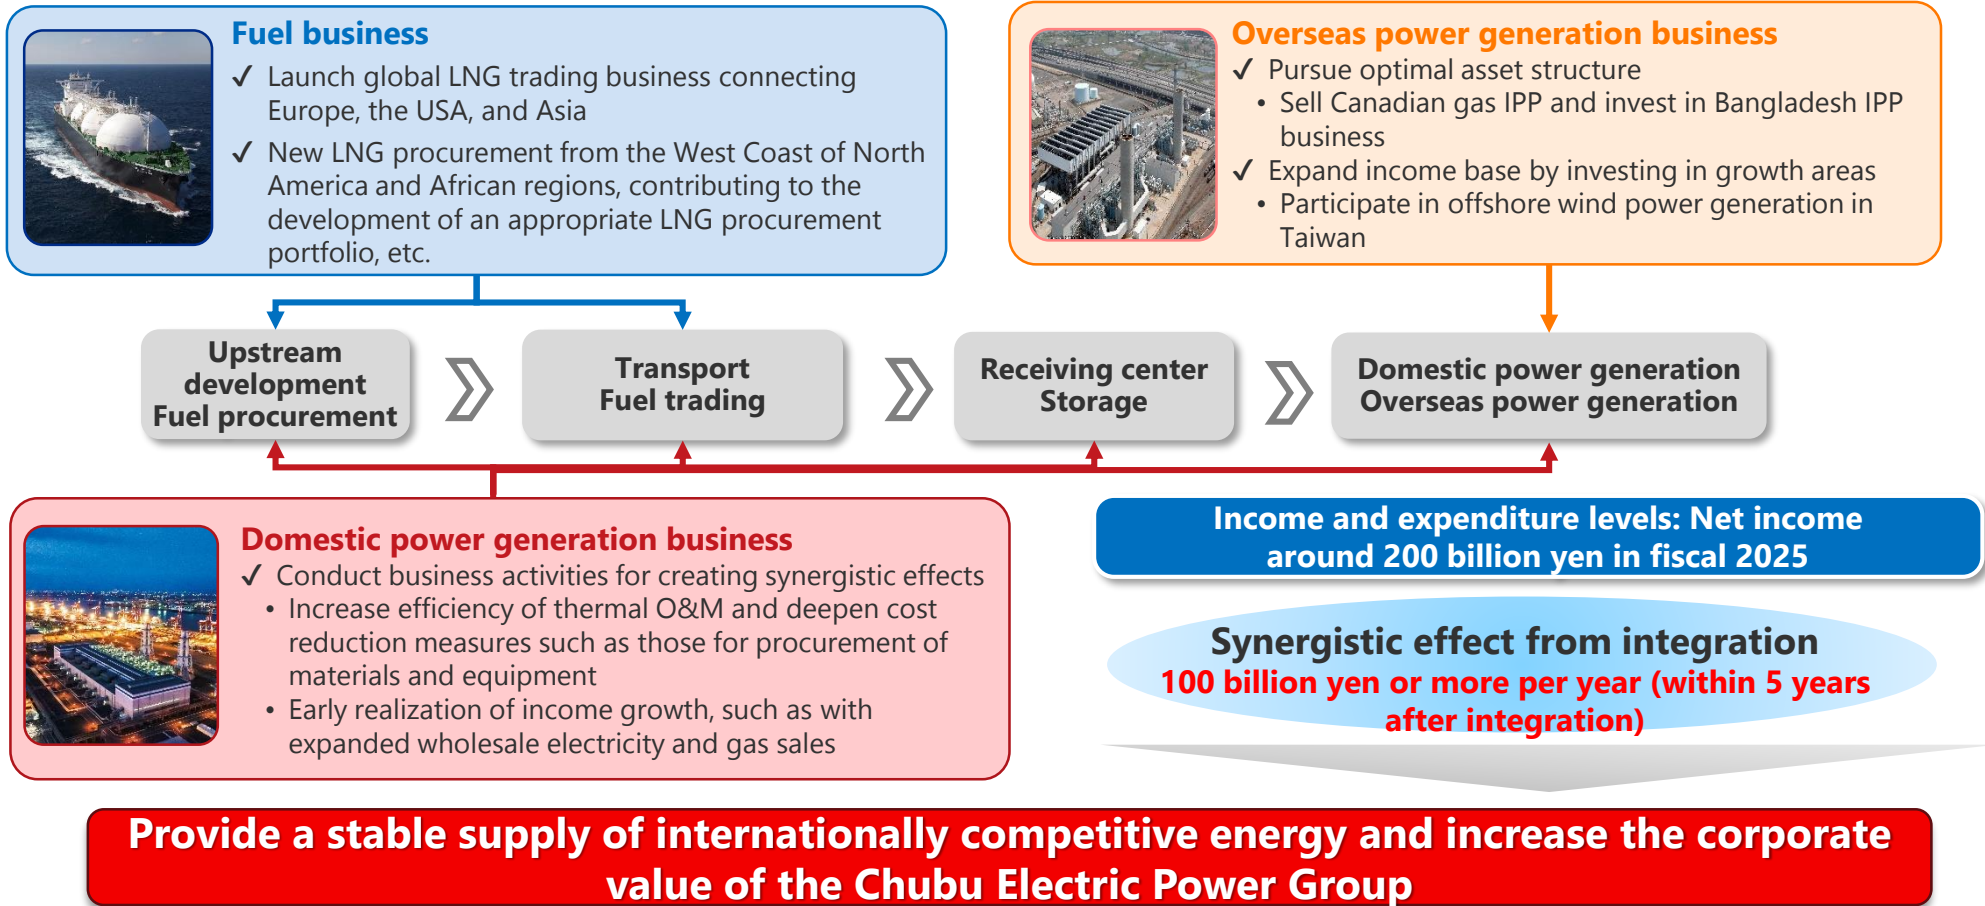 Fuel business
✓ Launch global LNG trading business connecting
Europe, the USA, and Asia
✓ New LNG procurement from the West Coast of North
America and African regions, contributing to the
development of an appropriate LNG procurement
portfolio, etc.
Overseas power generation business
✓ Pursue optimal asset structure
• Sell Canadian gas IPP and invest in Bangladesh IPP
business
✓ Expand income base by investing in growth areas
• Participate in offshore wind power generation in
Taiwan
Upstream
development
Fuel procurement
Transport
Fuel trading
Receiving center
Storage
Domestic power generation
Overseas power generation
Domestic power generation business
✓ Conduct business activities for creating synergistic effects
• Increase efficiency of thermal O&M and deepen cost
reduction measures such as those for procurement of
materials and equipment
• Early realization of income growth, such as with
expanded wholesale electricity and gas sales
Income and expenditure levels: Net income
around 200 billion yen in fiscal 2025
Synergistic effect from integration
100 billion yen or more per year (within 5 years
after integration)
Provide a stable supply of internationally competitive energy and increase the corporate
value of the Chubu Electric Power Group